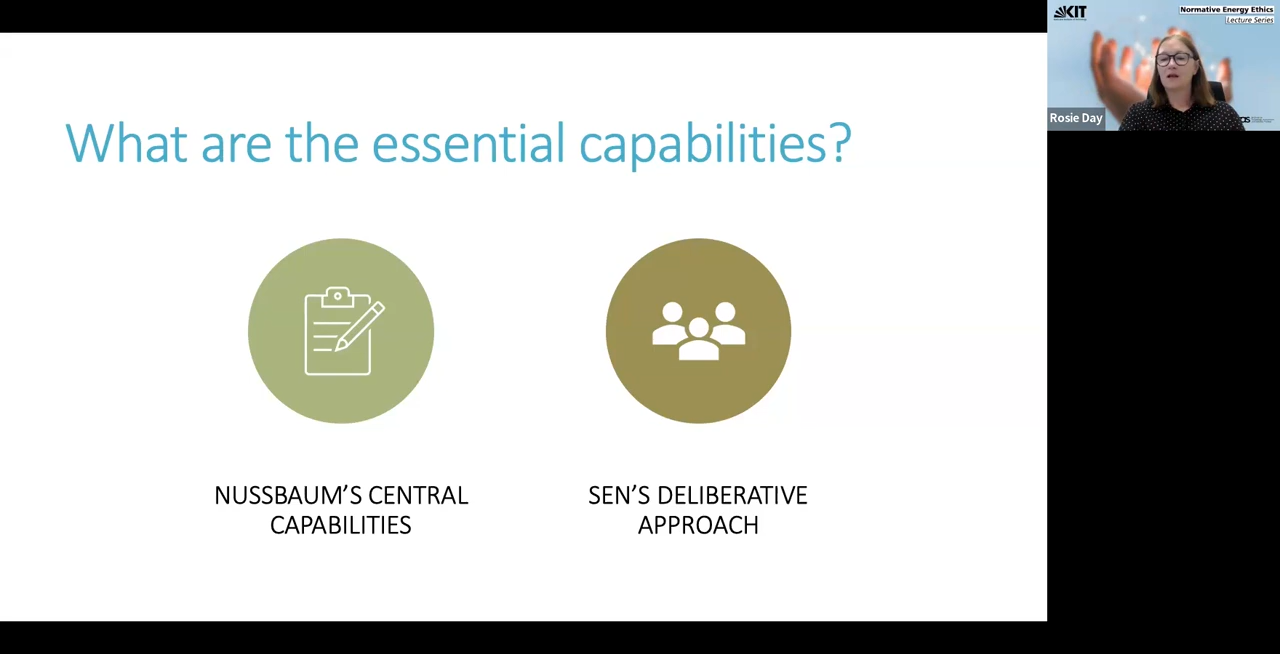 What are the essential capabilities?
NUSSBAUM'S CENTRAL
CAPABILITIES
SEN'S DELIBERATIVE
APPROACH
KIT
Normative Energy Ethics
Lecture Series
Rosie Day